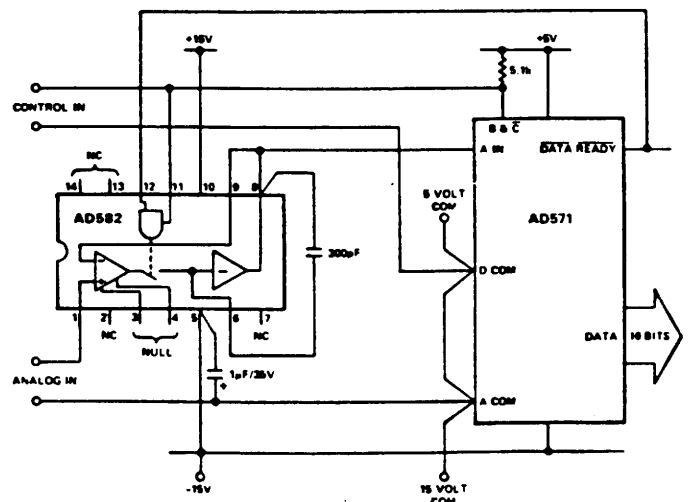 +15V
+5V
5.1k
CONTROL IN
B & C̅
A IN
D̅A̅T̅A̅ R̅E̅A̅D̅Y̅
NC
14 13 12 11 10 9 8
AD582
5 VOLT
COM
AD571
300pF
D COM
1 2 3 4 5 6 7
NC
NULL
NC
DATA
10 BITS
ANALOG IN
1µF/35V
+
A COM
-15V
15 VOLT
COM